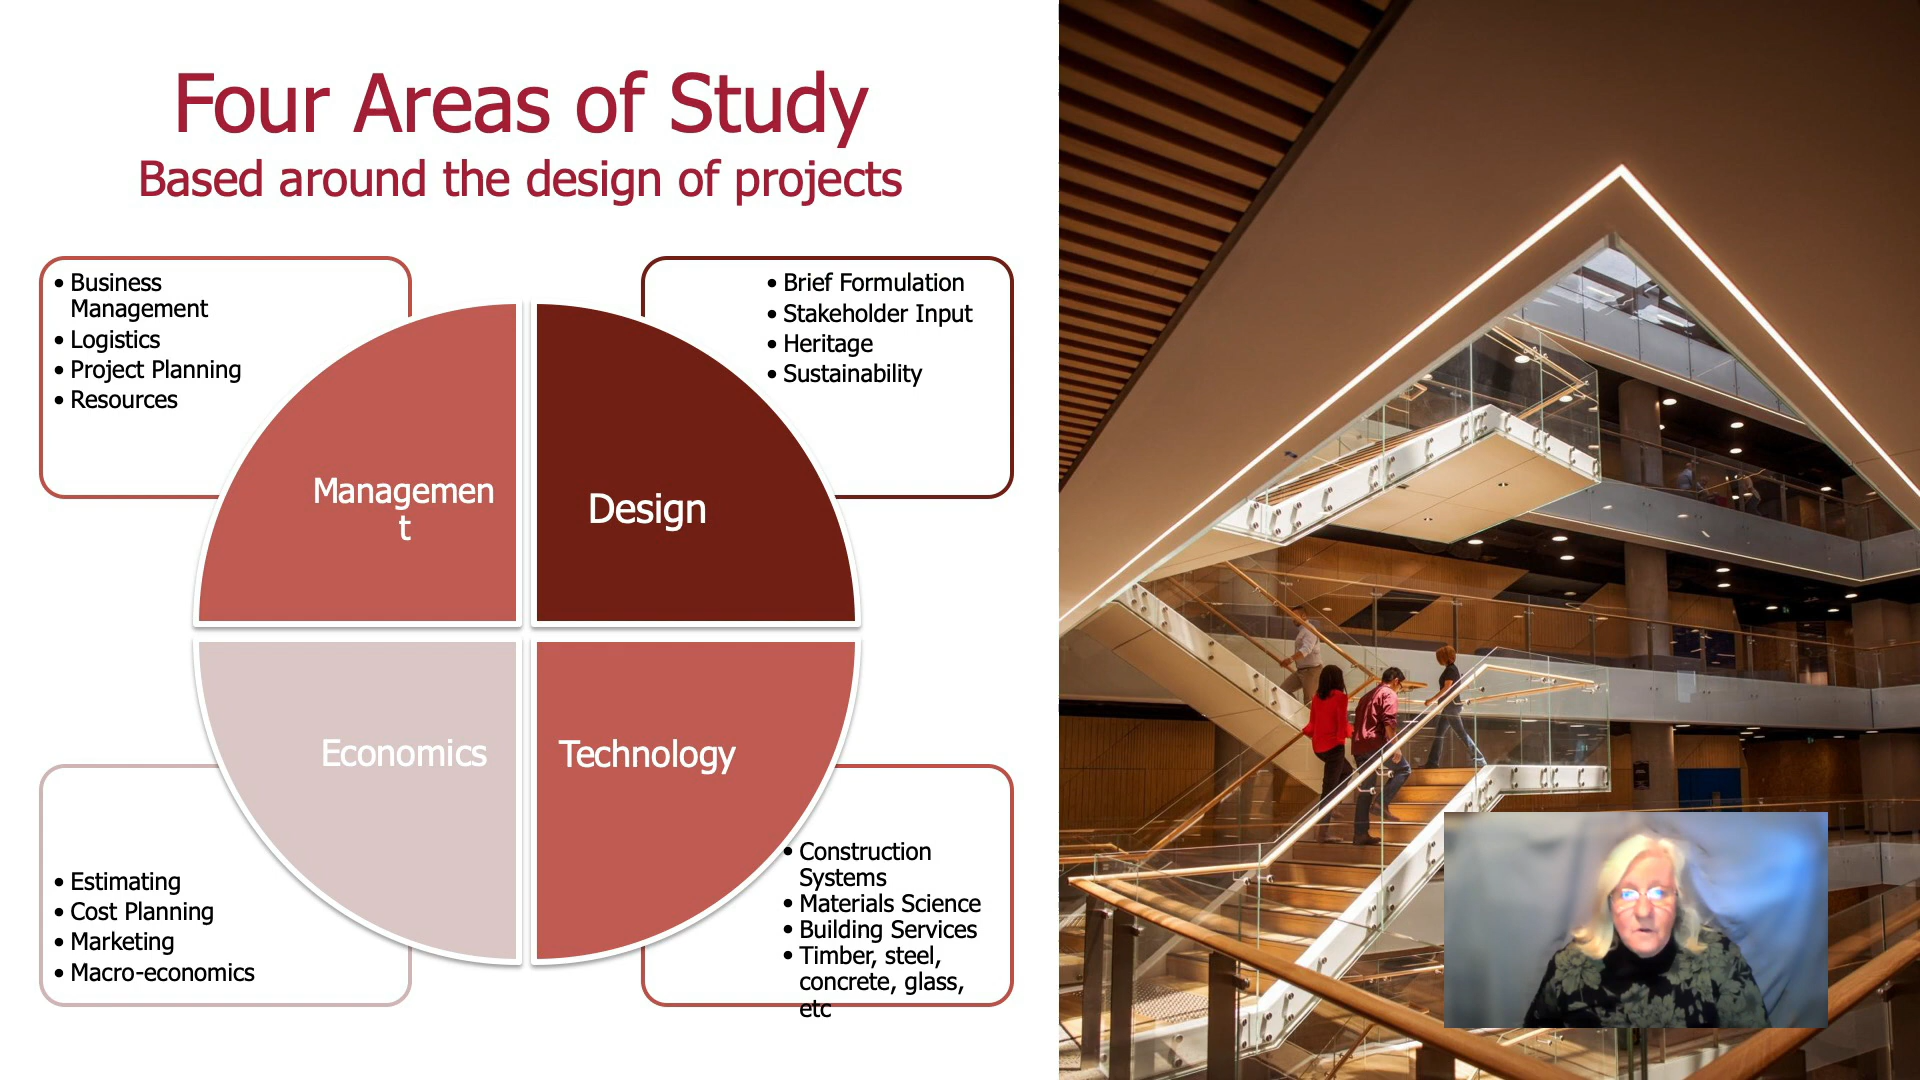 Four Areas of Study
Based around the design of projects
• Business
Management
• Logistics
• Project Planning
• Resources
• Brief Formulation
• Stakeholder Input
• Heritage
• Sustainability
Managemen
t
Design
Economics
Technology
• Estimating
• Cost Planning
• Marketing
• Macro-economics
• Construction
Systems
• Materials Science
• Building Services
• Timber, steel,
concrete, glass,
etc